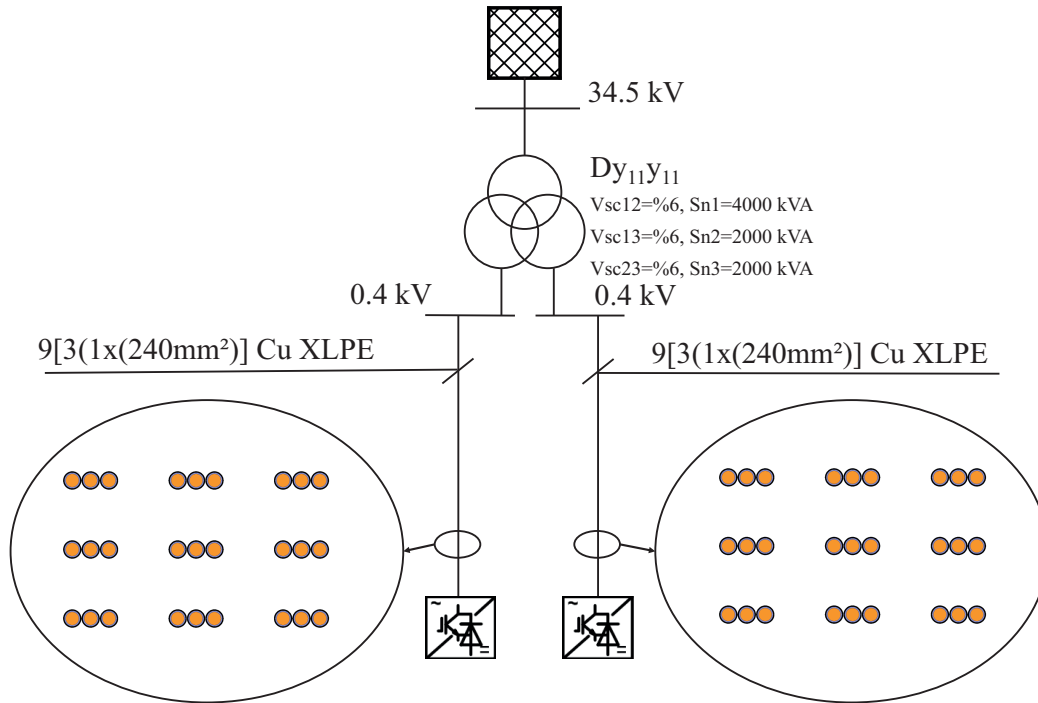 34.5 kV
Dy₁₁y₁₁
Vsc12=%6, Sn1=4000 kVA
Vsc13=%6, Sn2=2000 kVA
Vsc23=%6, Sn3=2000 kVA
0.4 kV
0.4 kV
9[3(1x(240mm²)] Cu XLPE
9[3(1x(240mm²)] Cu XLPE
~
=
~
=